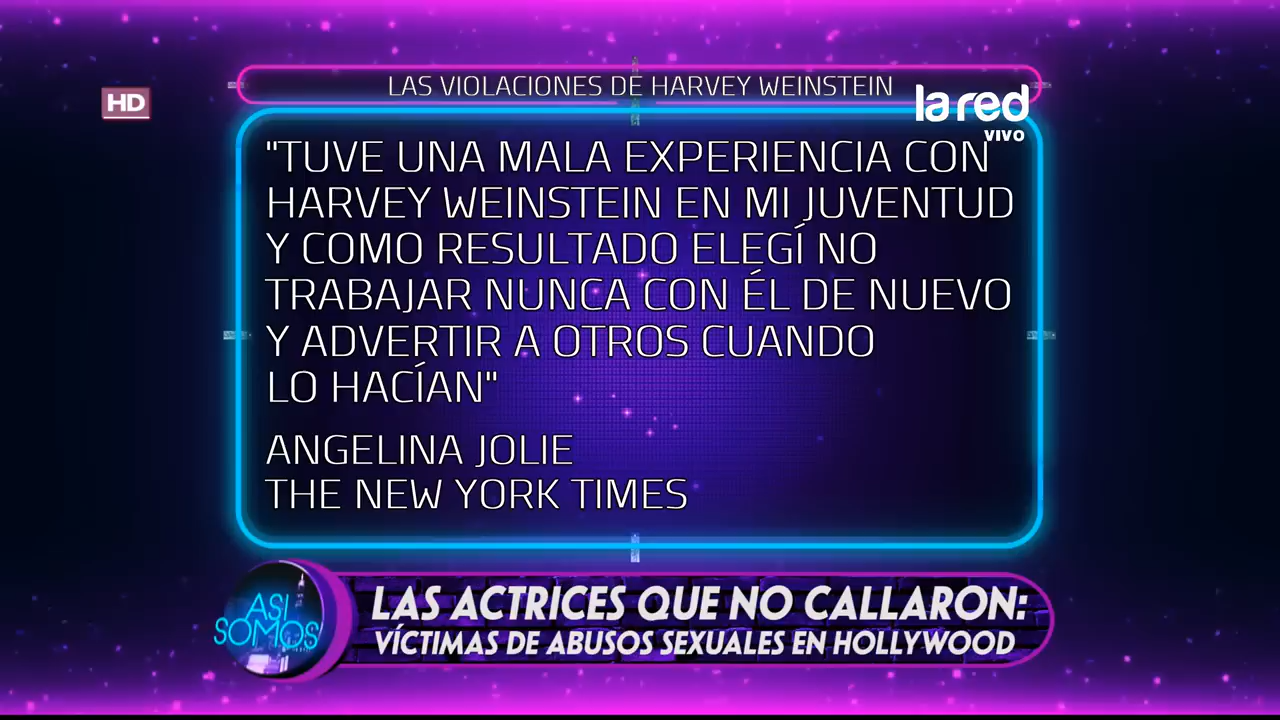 LAS VIOLACIONES DE HARVEY WEINSTEIN
HD
la red
VIVO
"TUVE UNA MALA EXPERIENCIA CON
HARVEY WEINSTEIN EN MI JUVENTUD
Y COMO RESULTADO ELEGÍ NO
TRABAJAR NUNCA CON ÉL DE NUEVO
Y ADVERTIR A OTROS CUANDO
LO HACÍAN"
ANGELINA JOLIE
THE NEW YORK TIMES
ASI
SOMOS
LAS ACTRICES QUE NO CALLARON:
VÍCTIMAS DE ABUSOS SEXUALES EN HOLLYWOOD